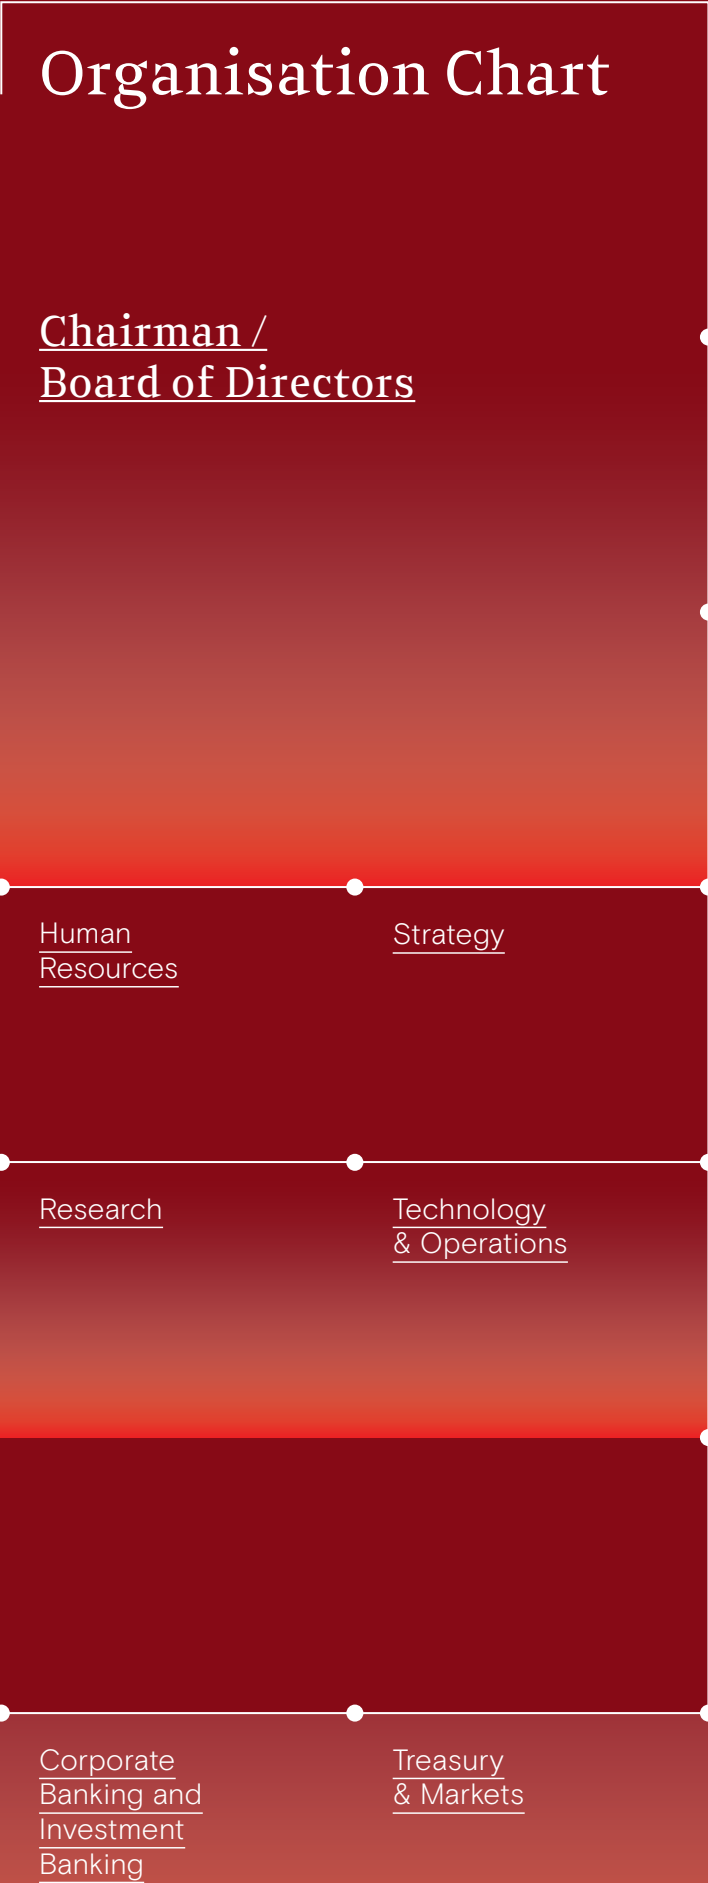 Organisation Chart
Chairman /
Board of Directors
Human
Resources
Strategy
Research
Technology
& Operations
Corporate
Banking and
Investment
Banking
Treasury
& Markets